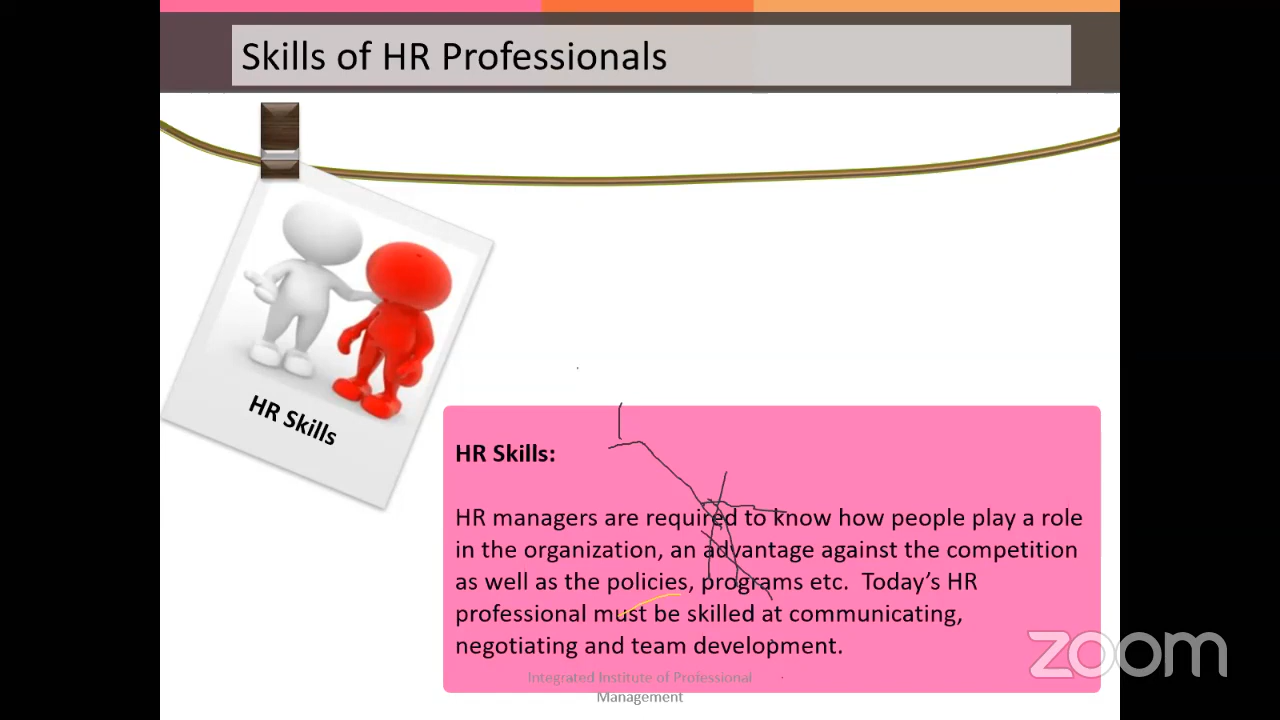 Skills of HR Professionals
HR Skills
HR Skills:
HR managers are required to know how people play a role
in the organization, an advantage against the competition
as well as the policies, programs etc.  Today’s HR
professional must be skilled at communicating,
negotiating and team development.
Integrated Institute of Professional
Management
zoom